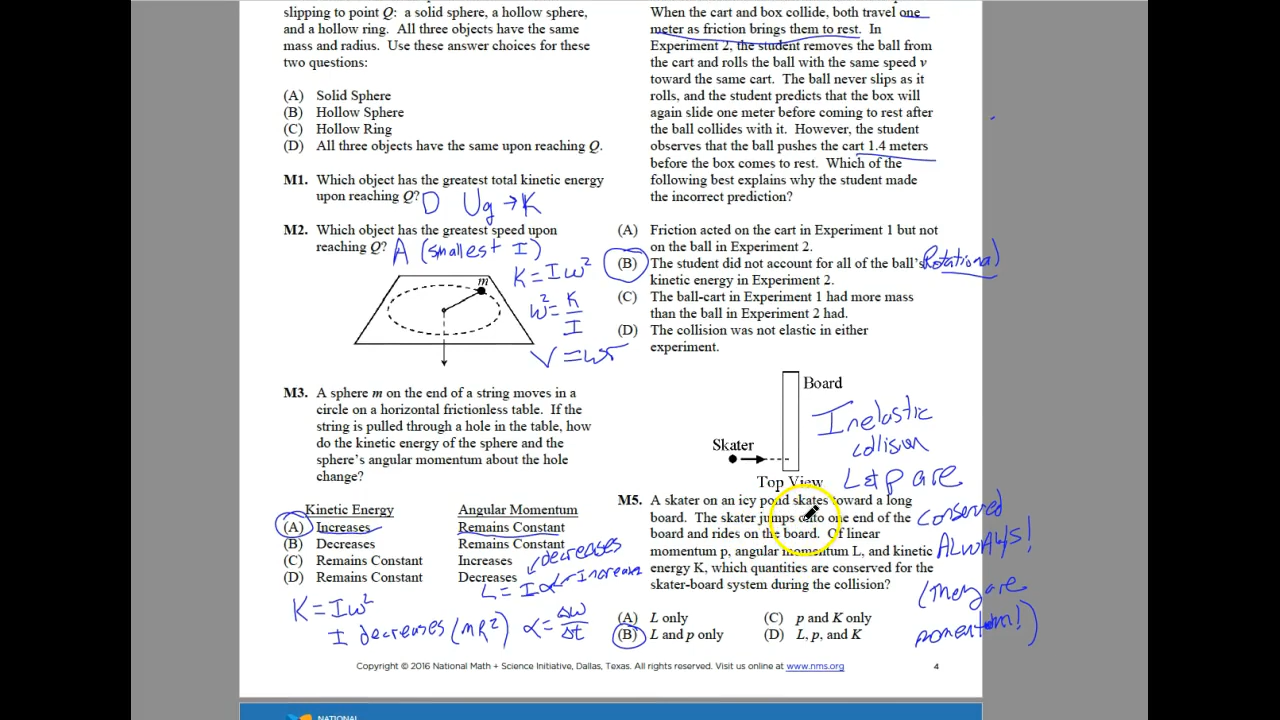 slipping to point Q: a solid sphere, a hollow sphere,
and a hollow ring. All three objects have the same
mass and radius. Use these answer choices for these
two questions:
(A) Solid Sphere
(B) Hollow Sphere
(C) Hollow Ring
(D) All three objects have the same upon reaching Q.
M1. Which object has the greatest total kinetic energy
upon reaching Q? D Ug → K
M2. Which object has the greatest speed upon
reaching Q? A (smallest I)
K = Iω²
m
ω² = K/I
V = ωr
M3. A sphere m on the end of a string moves in a
circle on a horizontal frictionless table. If the
string is pulled through a hole in the table, how
do the kinetic energy of the sphere and the
sphere's angular momentum about the hole
change?
Kinetic Energy Angular Momentum
(A) Increases Remains Constant
(B) Decreases Remains Constant
(C) Remains Constant Increases
(D) Remains Constant Decreases
decreases
L = I α increases
K = Iω²
I decreases (mR²) α = Δω/Δt
When the cart and box collide, both travel one
meter as friction brings them to rest. In
Experiment 2, the student removes the ball from
the cart and rolls the ball with the same speed v
toward the same cart. The ball never slips as it
rolls, and the student predicts that the box will
again slide one meter before coming to rest after
the ball collides with it. However, the student
observes that the ball pushes the cart 1.4 meters
before the box comes to rest. Which of the
following best explains why the student made
the incorrect prediction?
(A) Friction acted on the cart in Experiment 1 but not
on the ball in Experiment 2.
(B) The student did not account for all of the ball's (Rotational)
kinetic energy in Experiment 2.
(C) The ball-cart in Experiment 1 had more mass
than the ball in Experiment 2 had.
(D) The collision was not elastic in either
experiment.
Board
Inelastic
collision
Skater
Top View
L & p are
conserved
ALWAYS!
(they are
momentum!)
M5. A skater on an icy pond skates toward a long
board. The skater jumps onto one end of the
board and rides on the board. Of linear
momentum p, angular momentum L, and kinetic
energy K, which quantities are conserved for the
skater-board system during the collision?
(A) L only (C) p and K only
(B) L and p only (D) L, p, and K
Copyright © 2016 National Math + Science Initiative, Dallas, Texas. All rights reserved. Visit us online at www.nms.org 4
NATIONAL